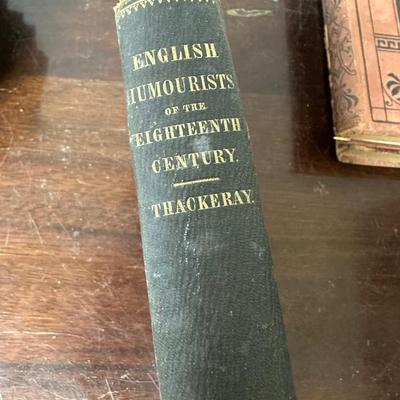 ENGLISH
HUMOURISTS
OF THE
EIGHTEENTH
CENTURY.
THACKERAY.